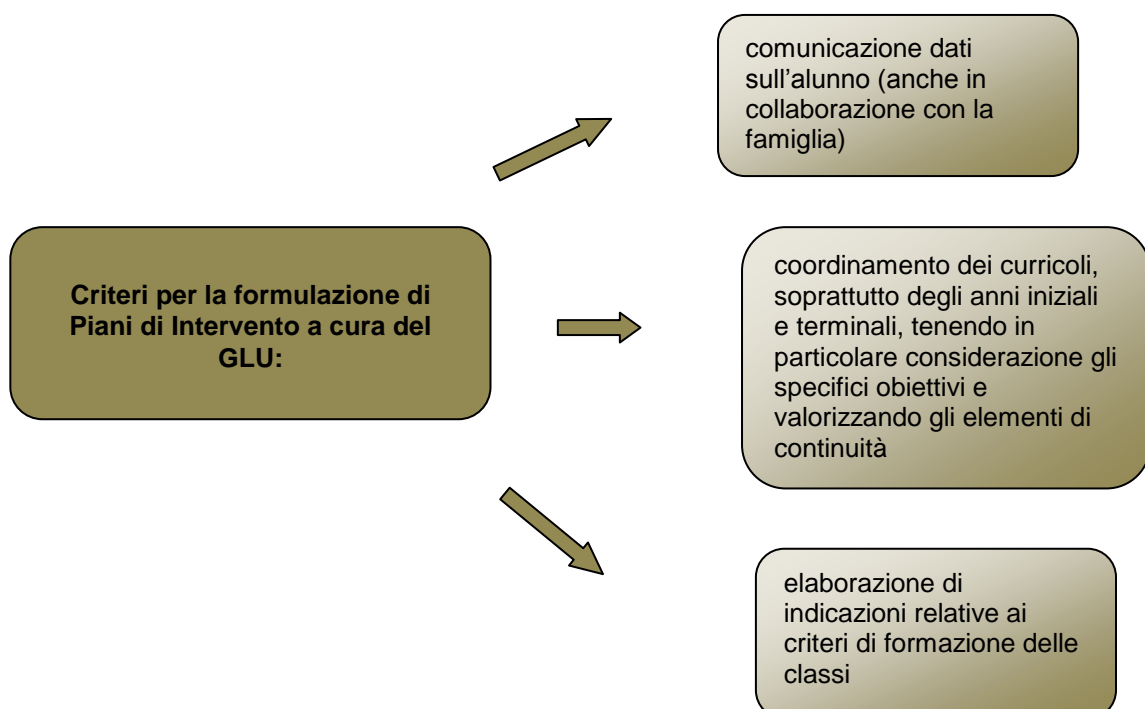 comunicazione dati
sull’alunno (anche in
collaborazione con la
famiglia)
Criteri per la formulazione di
Piani di Intervento a cura del
GLU:
coordinamento dei curricoli,
soprattutto degli anni iniziali
e terminali, tenendo in
particolare considerazione gli
specifici obiettivi e
valorizzando gli elementi di
continuità
elaborazione di
indicazioni relative ai
criteri di formazione delle
classi